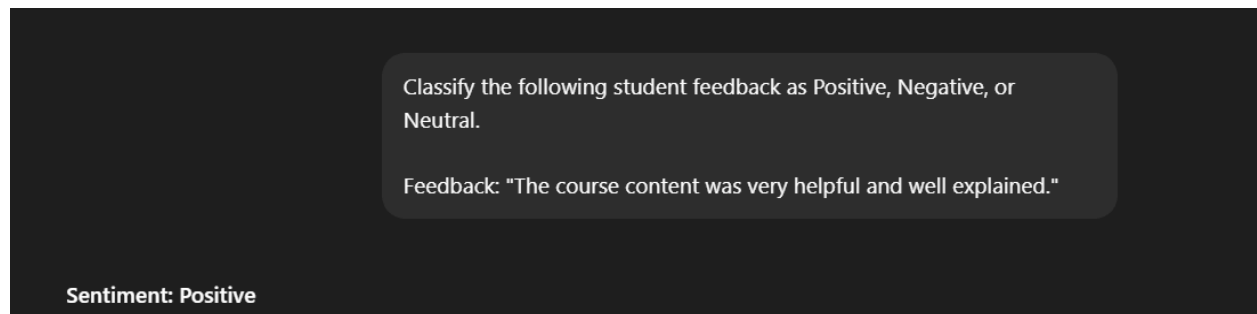 Classify the following student feedback as Positive, Negative, or
Neutral.
Feedback: "The course content was very helpful and well explained."
Sentiment: Positive